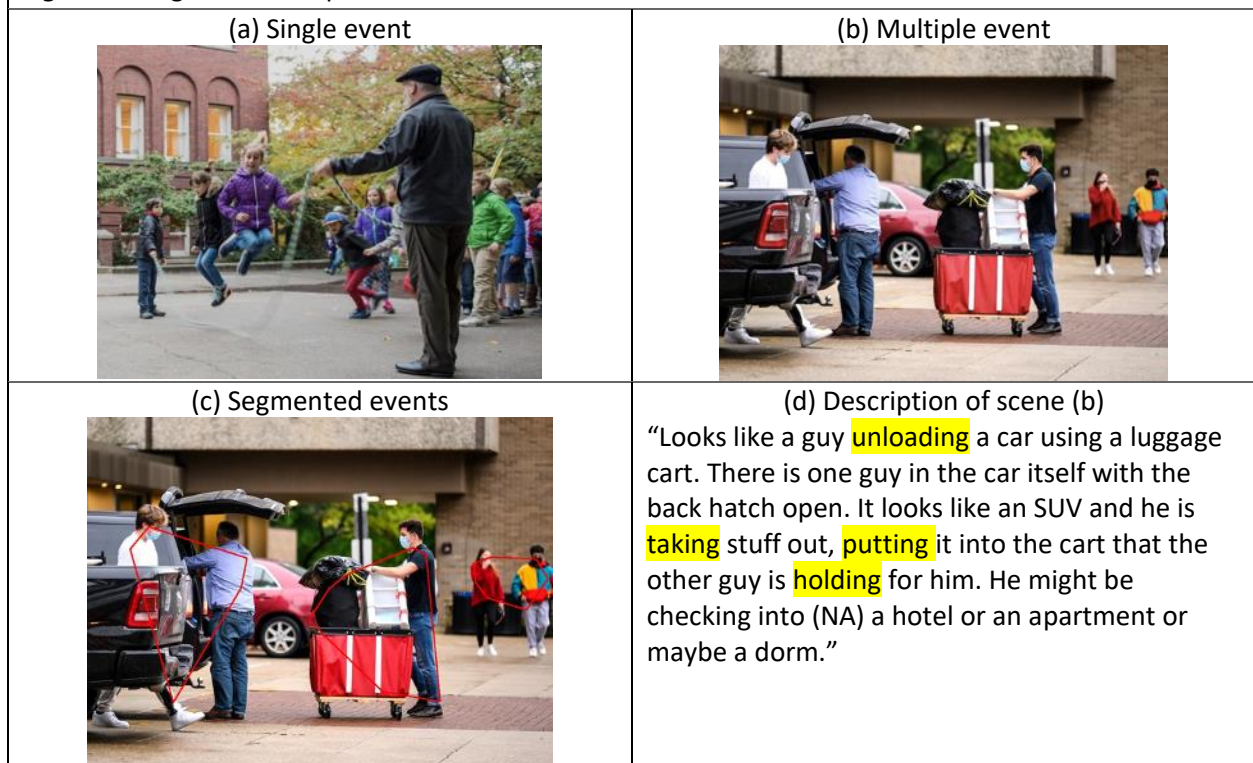 (a) Single event
(b) Multiple event
(c) Segmented events
(d) Description of scene (b)
“Looks like a guy unloading a car using a luggage
cart. There is one guy in the car itself with the
back hatch open. It looks like an SUV and he is
taking stuff out, putting it into the cart that the
other guy is holding for him. He might be
checking into (NA) a hotel or an apartment or
maybe a dorm.”